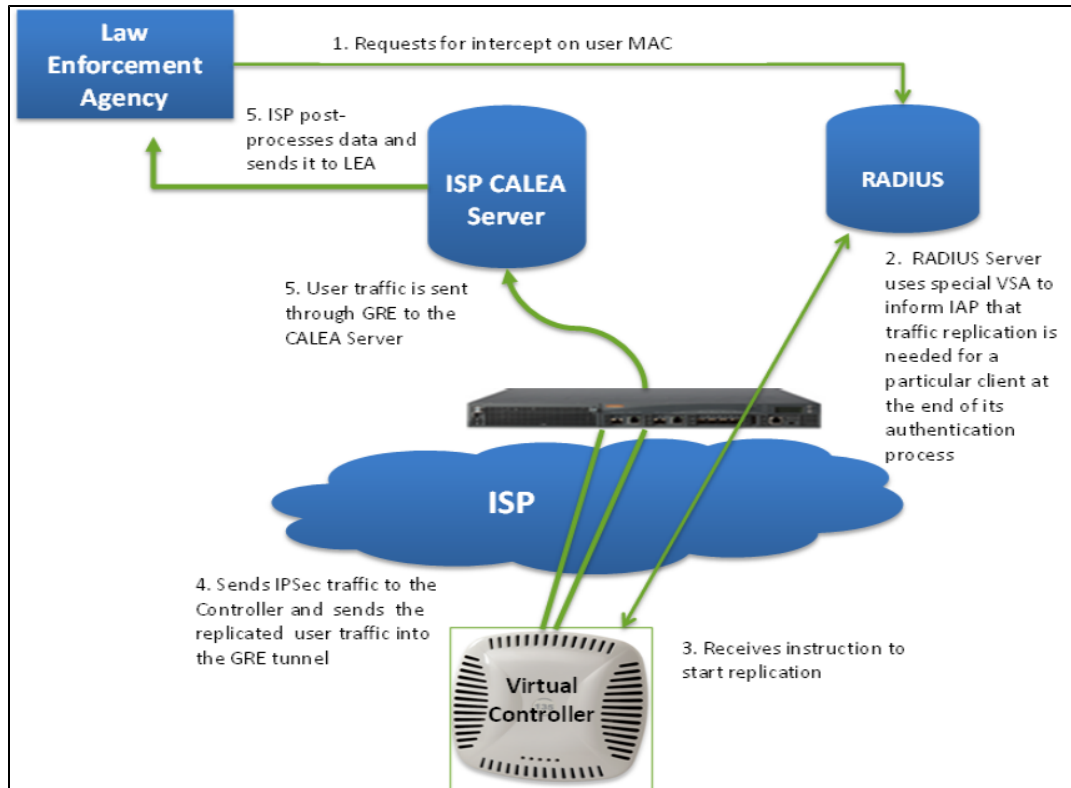 Law
Enforcement
Agency
1. Requests for intercept on user MAC
5. ISP post-
processes data and
sends it to LEA
ISP CALEA
Server
RADIUS
2. RADIUS Server
uses special VSA to
inform IAP that
traffic replication is
needed for a
particular client at
the end of its
authentication
process
5. User traffic is sent
through GRE to the
CALEA Server
ISP
4. Sends IPSec traffic to the
Controller and sends the
replicated user traffic into
the GRE tunnel
3. Receives instruction to
start replication
Virtual
Controller